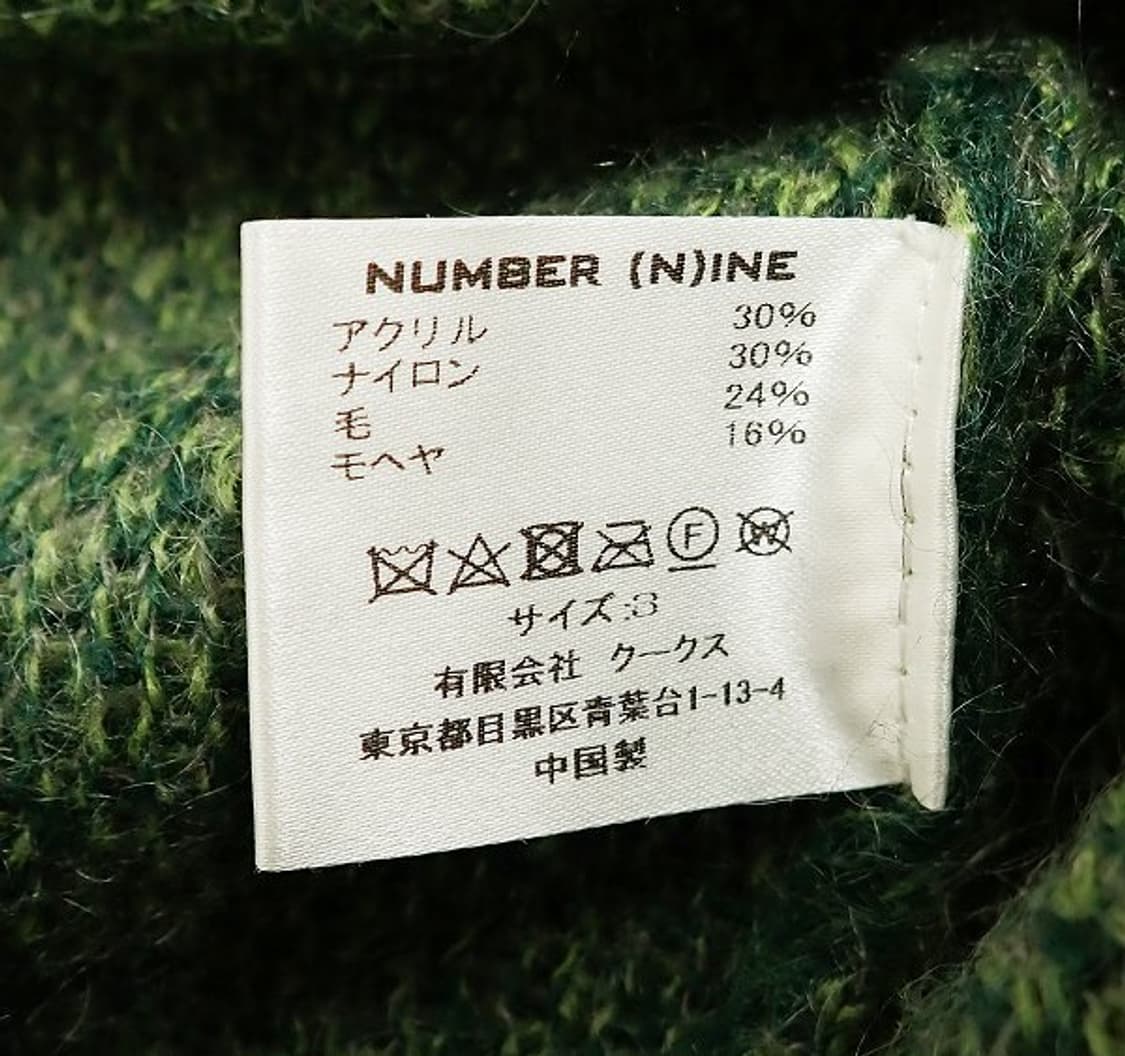 NUMBER (N)INE
アクリル 30%
ナイロン 30%
毛 24%
モヘヤ 16%
F W
サイズ:3
有限会社 クークス
東京都目黒区青葉台1-13-4
中国製